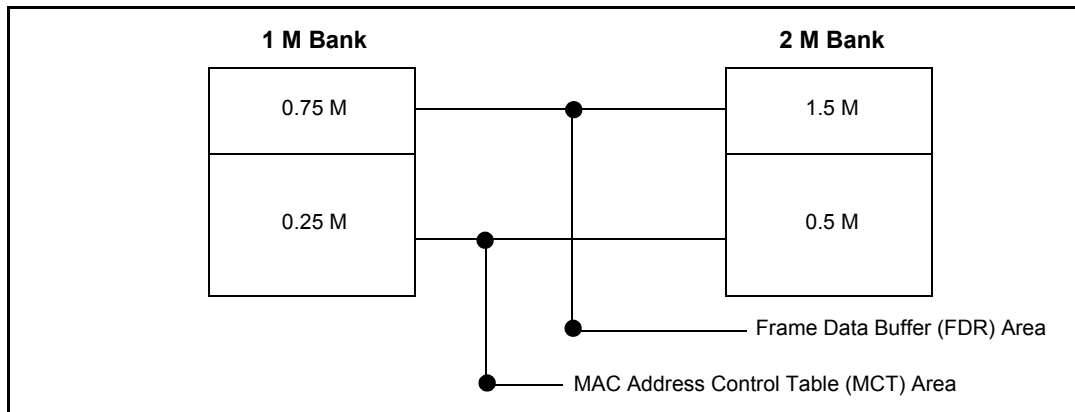 1 M Bank
2 M Bank
0.75 M
1.5 M
0.25 M
0.5 M
Frame Data Buffer (FDR) Area
MAC Address Control Table (MCT) Area